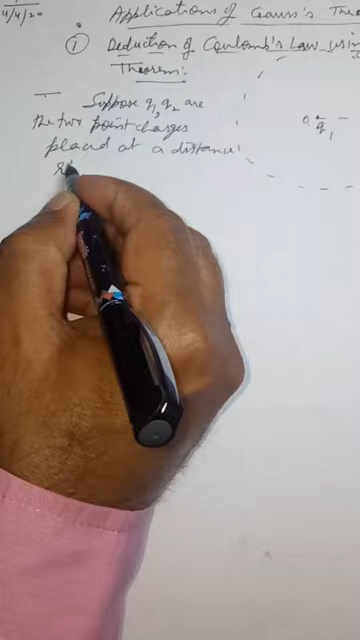 4/4/20
Applications of Gauss's Theo
① Deduction of Coulomb's Law using
Theorem:
Suppose q₁, q₂ are
the two point charges
placed at a distance
q₁